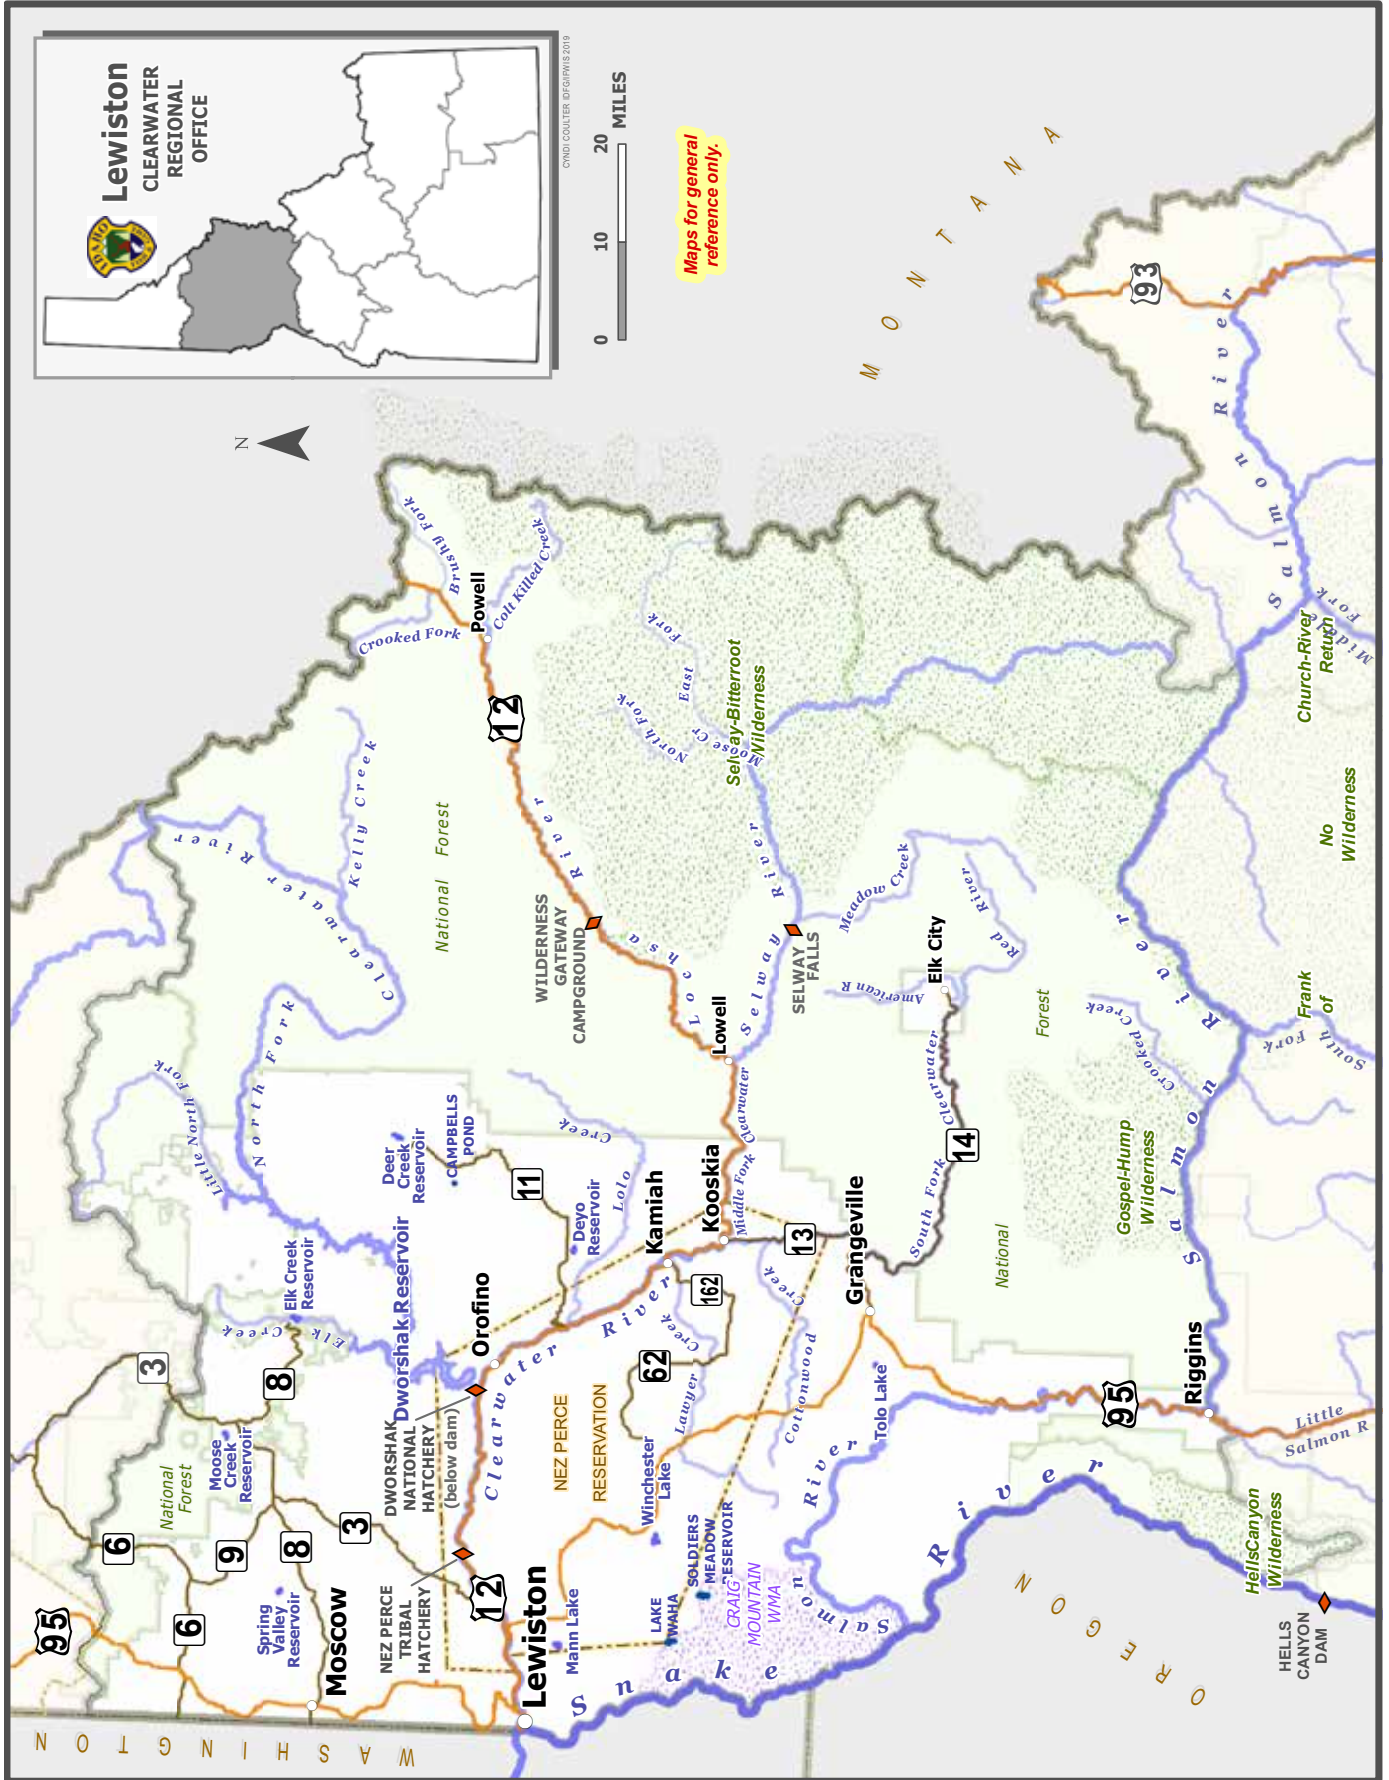 Lewiston
CLEARWATER
REGIONAL
OFFICE
IDAHO
CYNDI COULTER IDFG/IFWIS 2019
0 10 20 MILES
Maps for general
reference only.
N
MONTANA
WASHINGTON
OREGON
95
6
6
9
8
3
3
8
12
12
11
62
162
13
14
95
93
National
Forest
Moose
Creek
Reservoir
Spring
Valley
Reservoir
Moscow
Elk Creek
Reservoir
Elk Creek
Little North Fork
North Fork
Clearwater River
Kelly Creek
Crooked Fork
Brushy Fork
Powell
Colt Killed Creek
National Forest
Dworshak Reservoir
Deer
Creek
Reservoir
CAMPBELLS
POND
DWORSHAK
NATIONAL
HATCHERY
(below dam)
NEZ PERCE
TRIBAL
HATCHERY
Orofino
Clearwater River
Lewiston
Mann Lake
NEZ PERCE
RESERVATION
Deyo
Reservoir
Lolo Creek
Kamiah
Kooskia
Lowell
Middle Fork Clearwater
WILDERNESS
GATEWAY
CAMPGROUND
Lochsa River
Selway River
SELWAY
FALLS
Selway-Bitterroot
Wilderness
North Fork
East Fork
Moose Cr
Meadow Creek
Red River
American R
Elk City
South Fork Clearwater
Lawyer Creek
Cottonwood Creek
Winchester
Lake
LAKE
WAHA
SOLDIERS
MEADOW
RESERVOIR
CRAIG
MOUNTAIN
WMA
Grangeville
Tolo Lake
Salmon River
Snake River
National Forest
Gospel-Hump
Wilderness
Crooked Creek
Salmon River
Riggins
Little
Salmon R
South Fork
Middle Fork
Salmon River
Frank
of
No
Wilderness
Church-River
Return
HellsCanyon
Wilderness
HELLS
CANYON
DAM